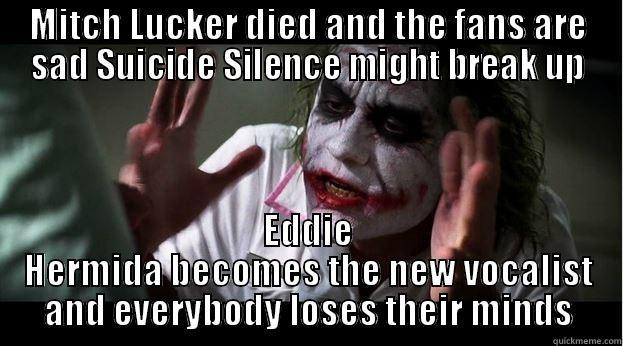 Mitch Lucker died and the fans are
sad Suicide Silence might break up
Eddie
Hermida becomes the new vocalist
and everybody loses their minds
quickmeme.com